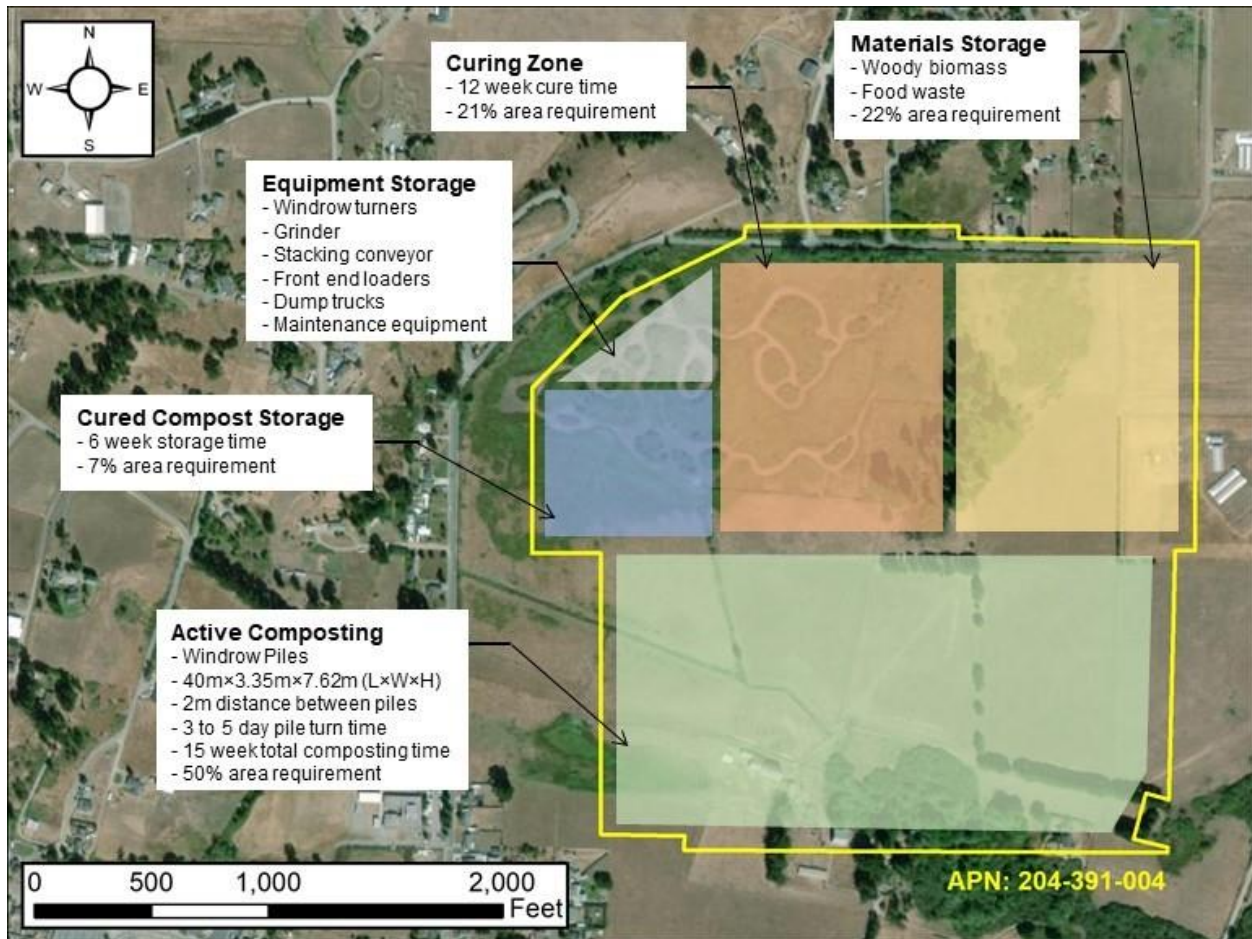 N
W
E
S
Curing Zone
- 12 week cure time
- 21% area requirement
Materials Storage
- Woody biomass
- Food waste
- 22% area requirement
Equipment Storage
- Windrow turners
- Grinder
- Stacking conveyor
- Front end loaders
- Dump trucks
- Maintenance equipment
Cured Compost Storage
- 6 week storage time
- 7% area requirement
Active Composting
- Windrow Piles
- 40m×3.35m×7.62m (L×W×H)
- 2m distance between piles
- 3 to 5 day pile turn time
- 15 week total composting time
- 50% area requirement
APN: 204-391-004
0 500 1,000 2,000
Feet